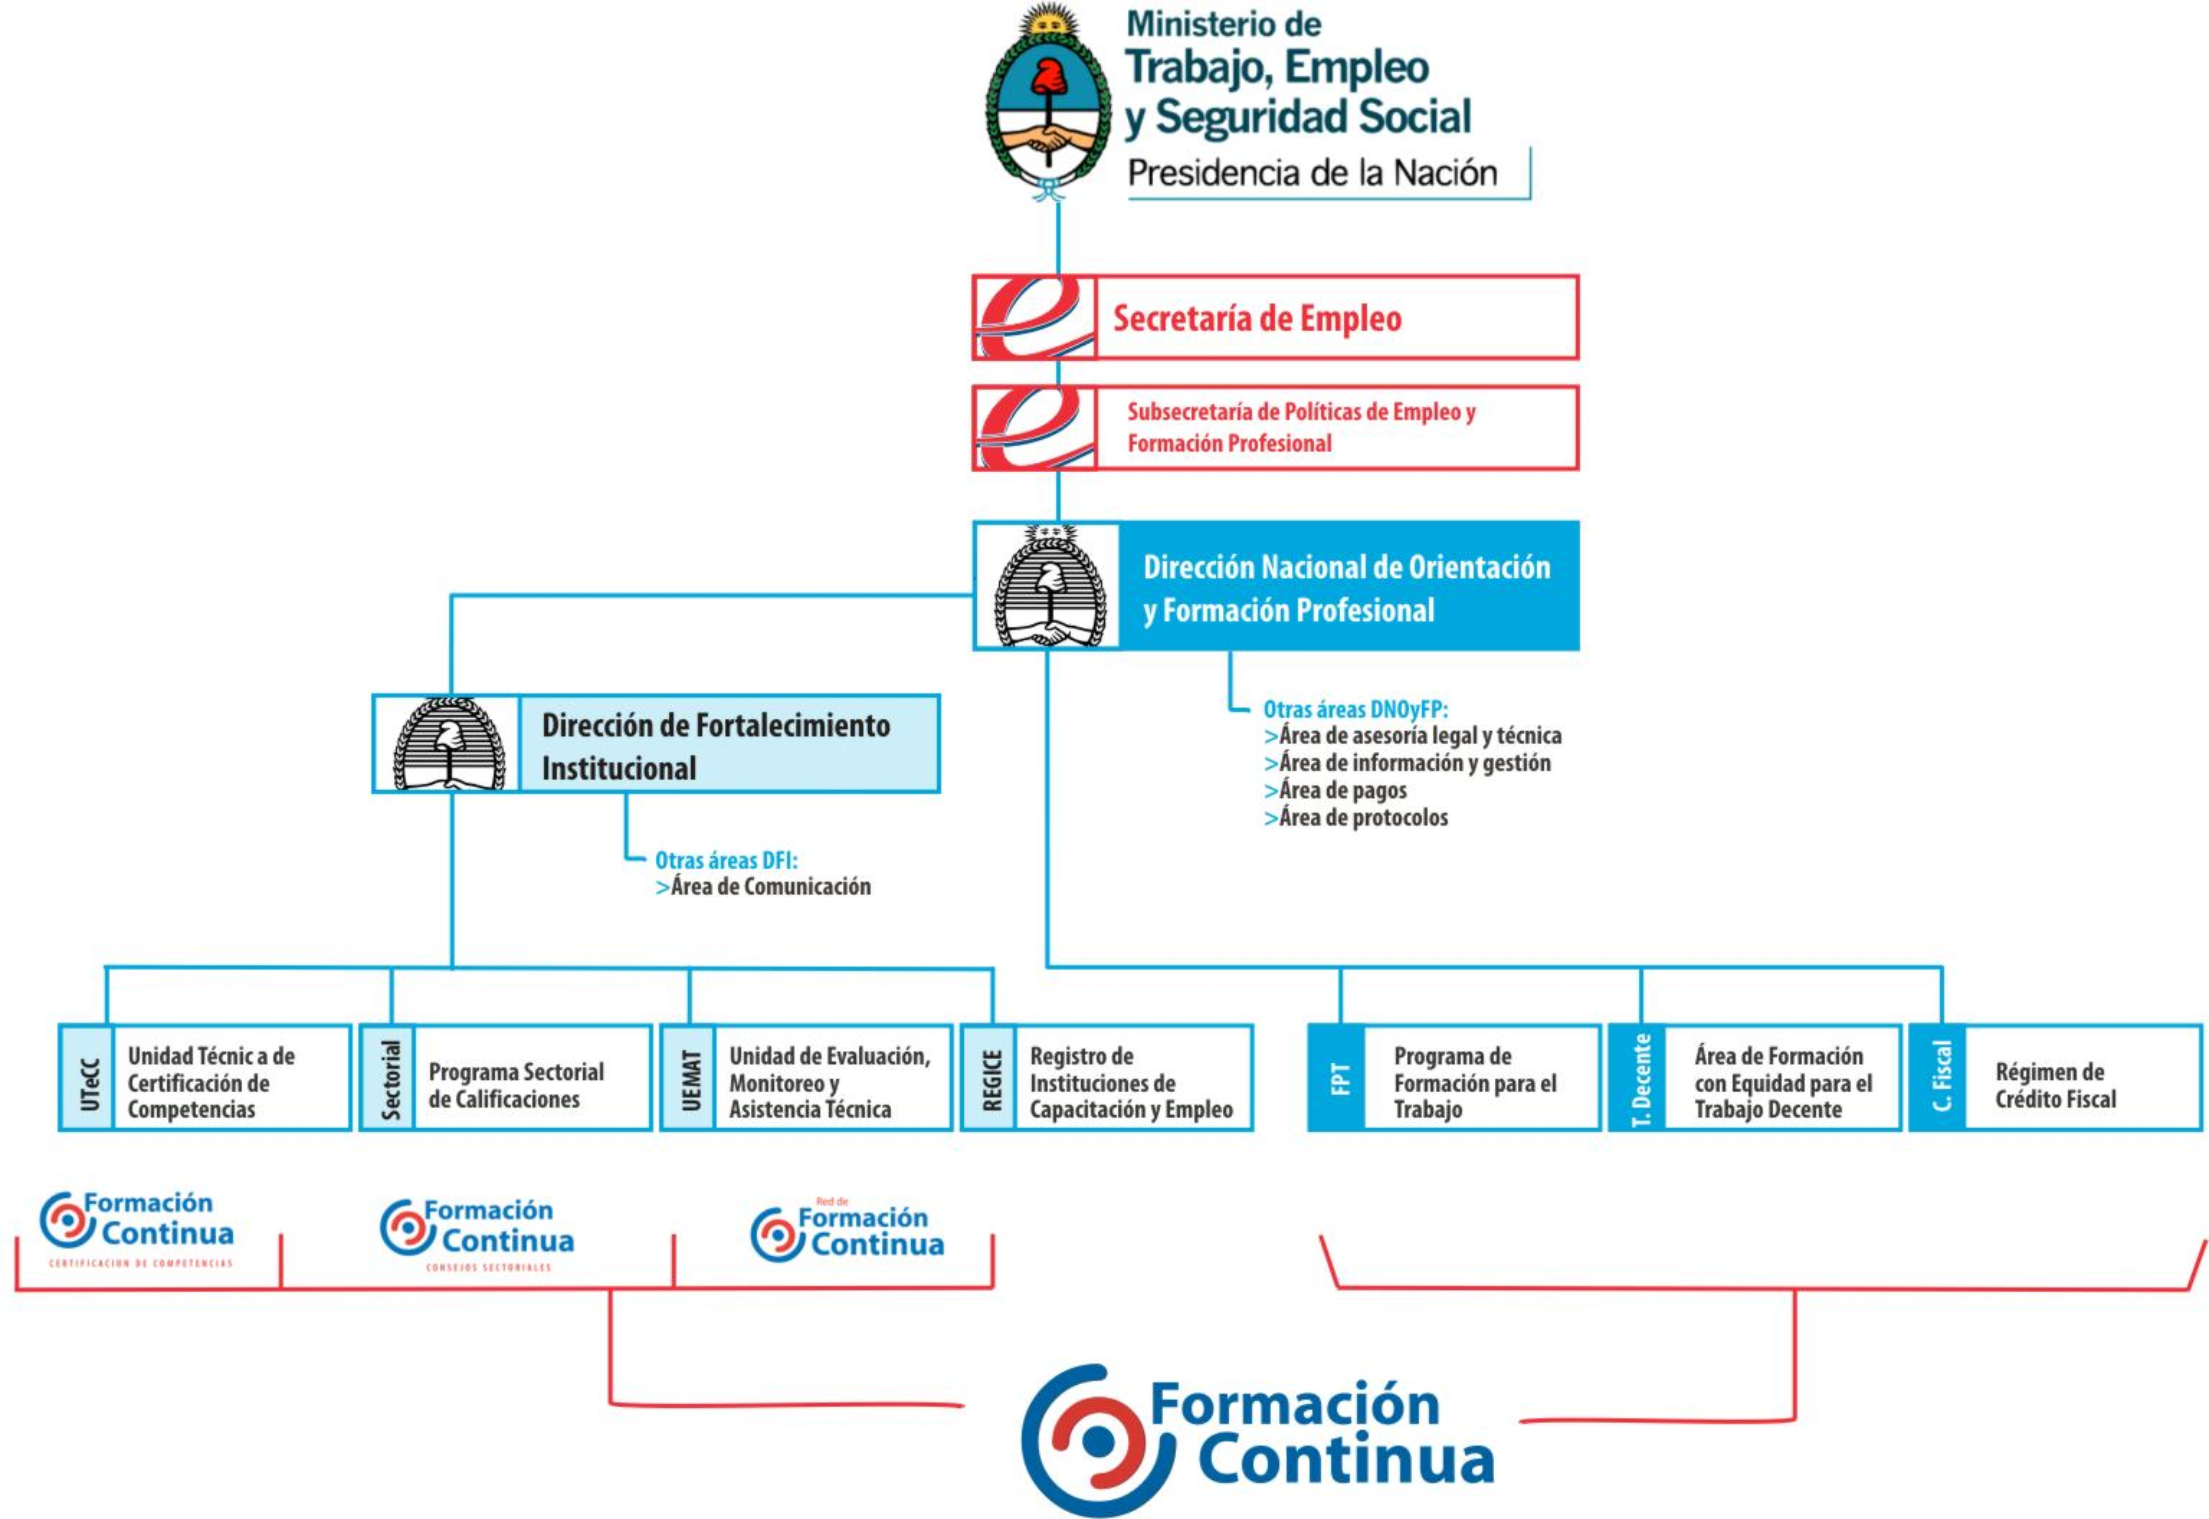 Ministerio de
Trabajo, Empleo
y Seguridad Social
Presidencia de la Nación
Secretaría de Empleo
Subsecretaría de Políticas de Empleo y
Formación Profesional
Dirección Nacional de Orientación
y Formación Profesional
Otras áreas DNOyFP:
>Área de asesoría legal y técnica
>Área de información y gestión
>Área de pagos
>Área de protocolos
Dirección de Fortalecimiento
Institucional
Otras áreas DFI:
>Área de Comunicación
UTeCC
Unidad Técnic a de
Certificación de
Competencias
Sectorial
Programa Sectorial
de Calificaciones
UEMAT
Unidad de Evaluación,
Monitoreo y
Asistencia Técnica
REGICE
Registro de
Instituciones de
Capacitación y Empleo
FPT
Programa de
Formación para el
Trabajo
T. Decente
Área de Formación
con Equidad para el
Trabajo Decente
C. Fiscal
Régimen de
Crédito Fiscal
Formación
Continua
CERTIFICACION DE COMPETENCIAS
Formación
Continua
CONSEJOS SECTORIALES
Red de
Formación
Continua
Formación
Continua